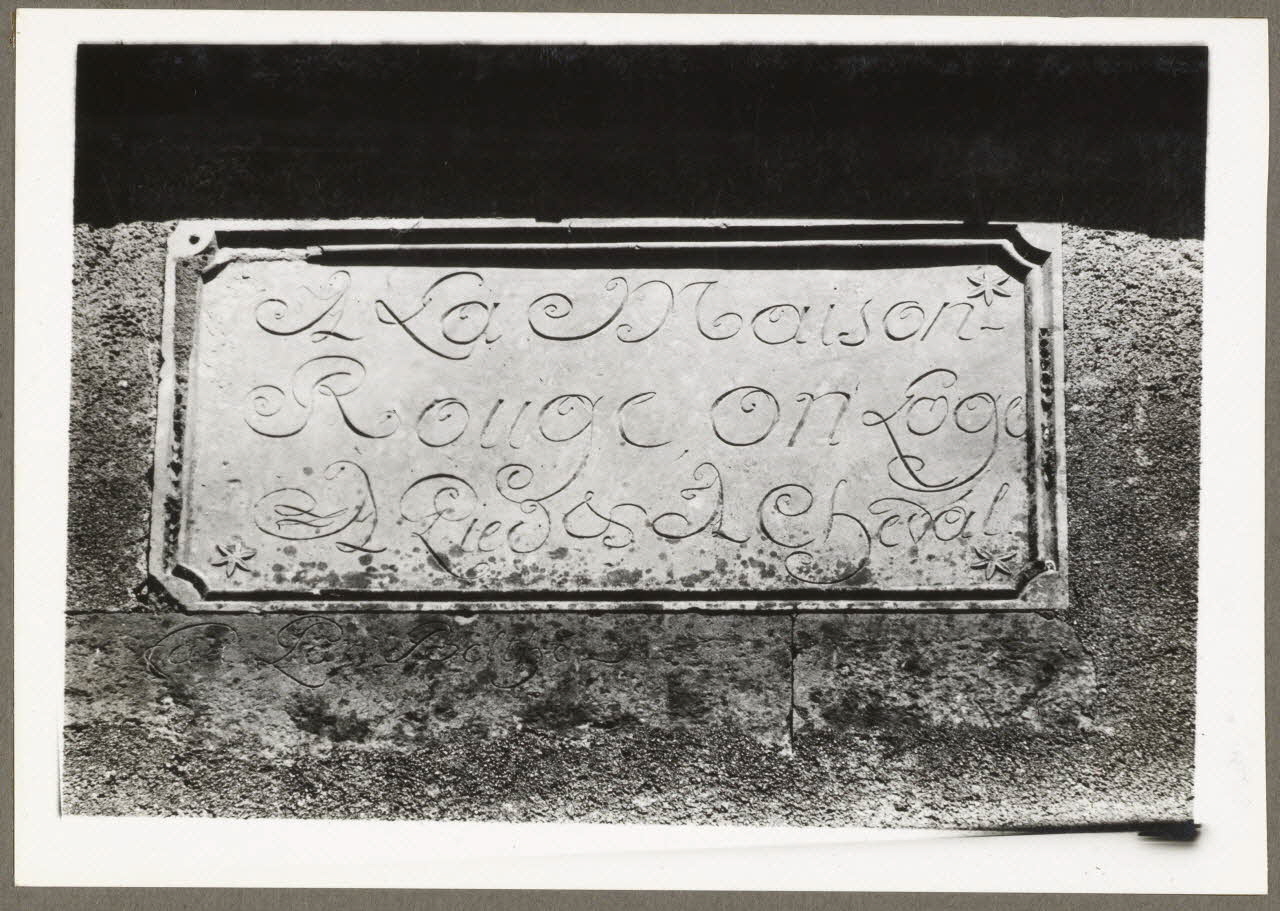 A La Maison-
Rouge on Loge
A Pied & A Cheval